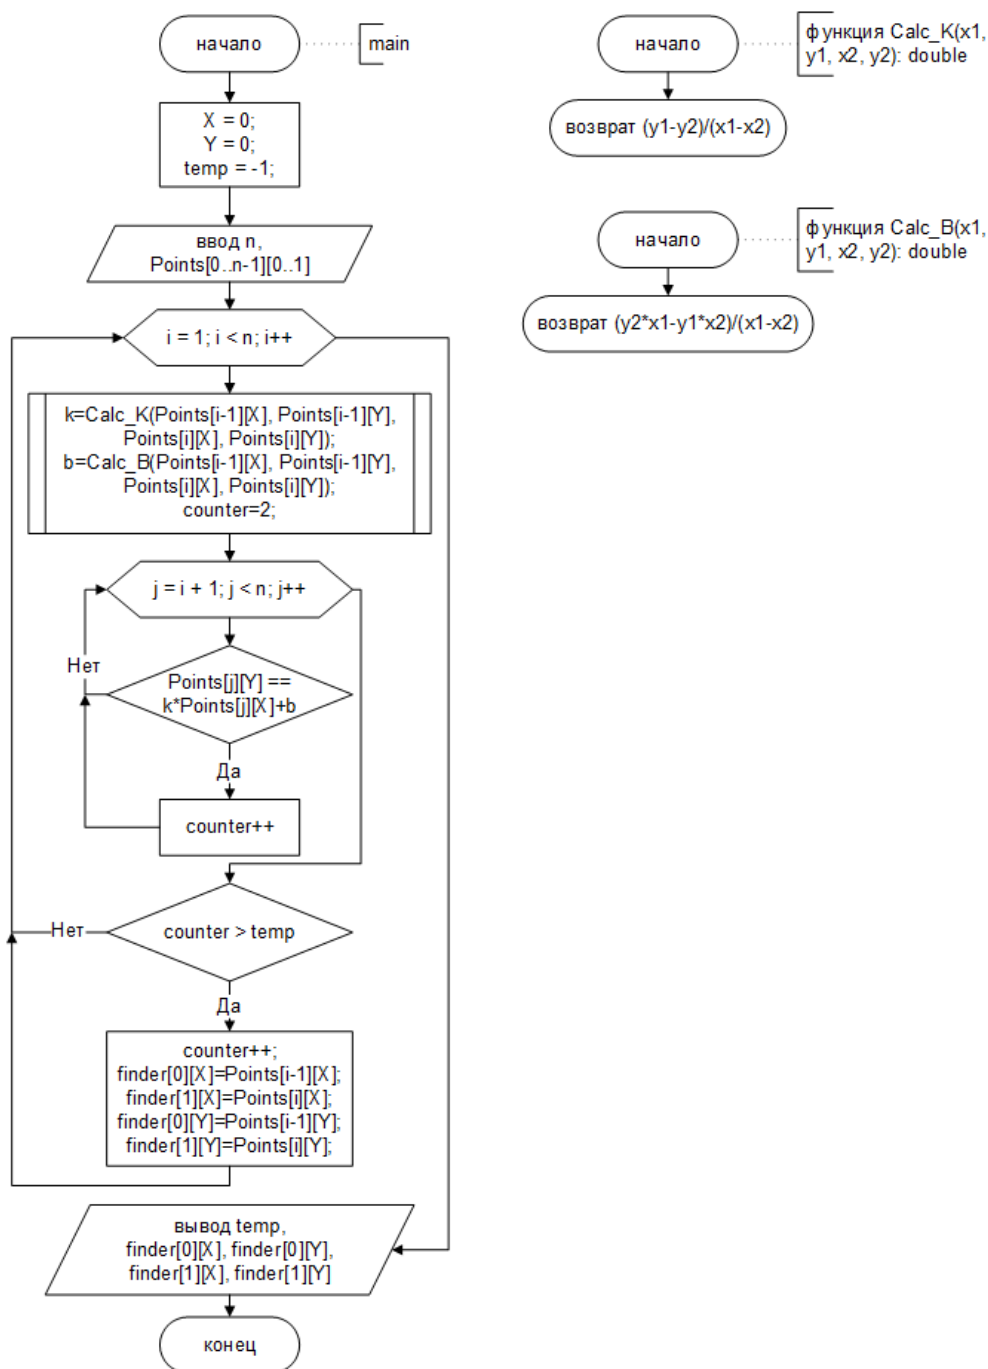 начало
main
X = 0;
Y = 0;
temp = -1;
ввод n,
Points[0..n-1][0..1]
i = 1; i < n; i++
k=Calc_K(Points[i-1][X], Points[i-1][Y],
Points[i][X], Points[i][Y]);
b=Calc_B(Points[i-1][X], Points[i-1][Y],
Points[i][X], Points[i][Y]);
counter=2;
j = i + 1; j < n; j++
Нет
Points[j][Y] ==
k*Points[j][X]+b
Да
counter++
Нет
counter > temp
Да
counter++;
finder[0][X]=Points[i-1][X];
finder[1][X]=Points[i][X];
finder[0][Y]=Points[i-1][Y];
finder[1][Y]=Points[i][Y];
вывод temp,
finder[0][X], finder[0][Y],
finder[1][X], finder[1][Y]
конец
начало
функция Calc_K(x1,
y1, x2, y2): double
возврат (y1-y2)/(x1-x2)
начало
функция Calc_B(x1,
y1, x2, y2): double
возврат (y2*x1-y1*x2)/(x1-x2)